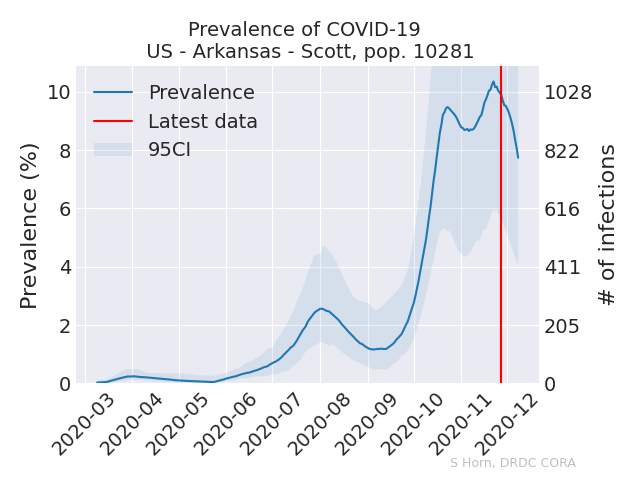 Prevalence of COVID-19
US - Arkansas - Scott, pop. 10281
Prevalence (%)
10
8
6
4
2
0
Prevalence
Latest data
95CI
1028
822
616
411
205
0
# of infections
2020-03
2020-04
2020-05
2020-06
2020-07
2020-08
2020-09
2020-10
2020-11
2020-12
S Horn, DRDC CORA